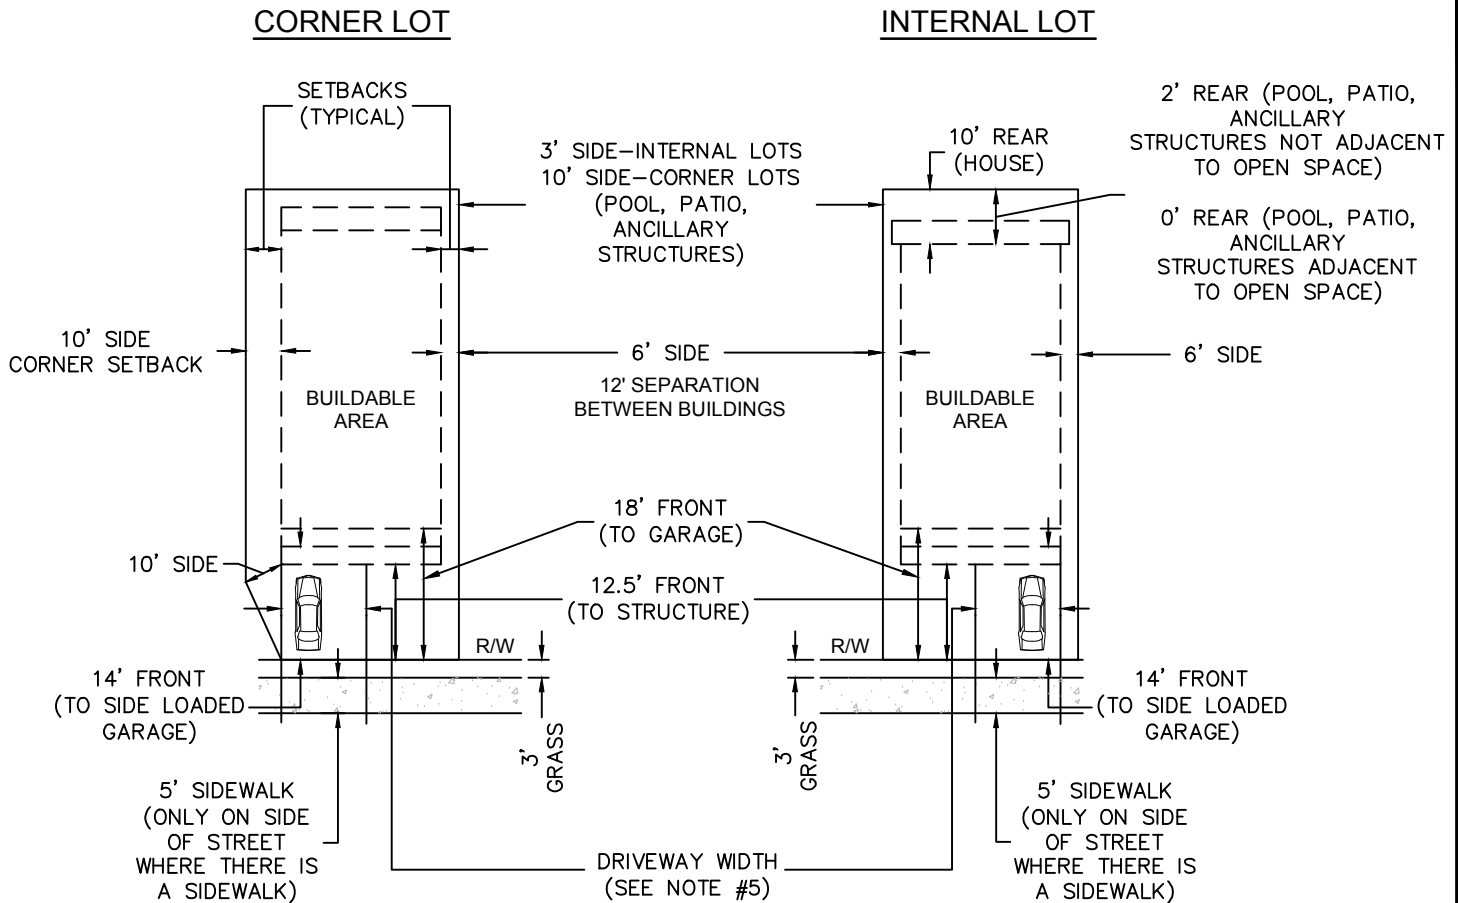 CORNER LOT
INTERNAL LOT
SETBACKS
(TYPICAL)
3' SIDE-INTERNAL LOTS
10' SIDE-CORNER LOTS
(POOL, PATIO,
ANCILLARY
STRUCTURES)
10' REAR
(HOUSE)
2' REAR (POOL, PATIO,
ANCILLARY
STRUCTURES NOT ADJACENT
TO OPEN SPACE)
0' REAR (POOL, PATIO,
ANCILLARY
STRUCTURES ADJACENT
TO OPEN SPACE)
10' SIDE
CORNER SETBACK
6' SIDE
12' SEPARATION
BETWEEN BUILDINGS
6' SIDE
BUILDABLE
AREA
BUILDABLE
AREA
18' FRONT
(TO GARAGE)
10' SIDE
12.5' FRONT
(TO STRUCTURE)
R/W
R/W
14' FRONT
(TO SIDE LOADED
GARAGE)
3'
GRASS
3'
GRASS
14' FRONT
(TO SIDE LOADED
GARAGE)
5' SIDEWALK
(ONLY ON SIDE
OF STREET
WHERE THERE IS
A SIDEWALK)
DRIVEWAY WIDTH
(SEE NOTE #5)
5' SIDEWALK
(ONLY ON SIDE
OF STREET
WHERE THERE IS
A SIDEWALK)